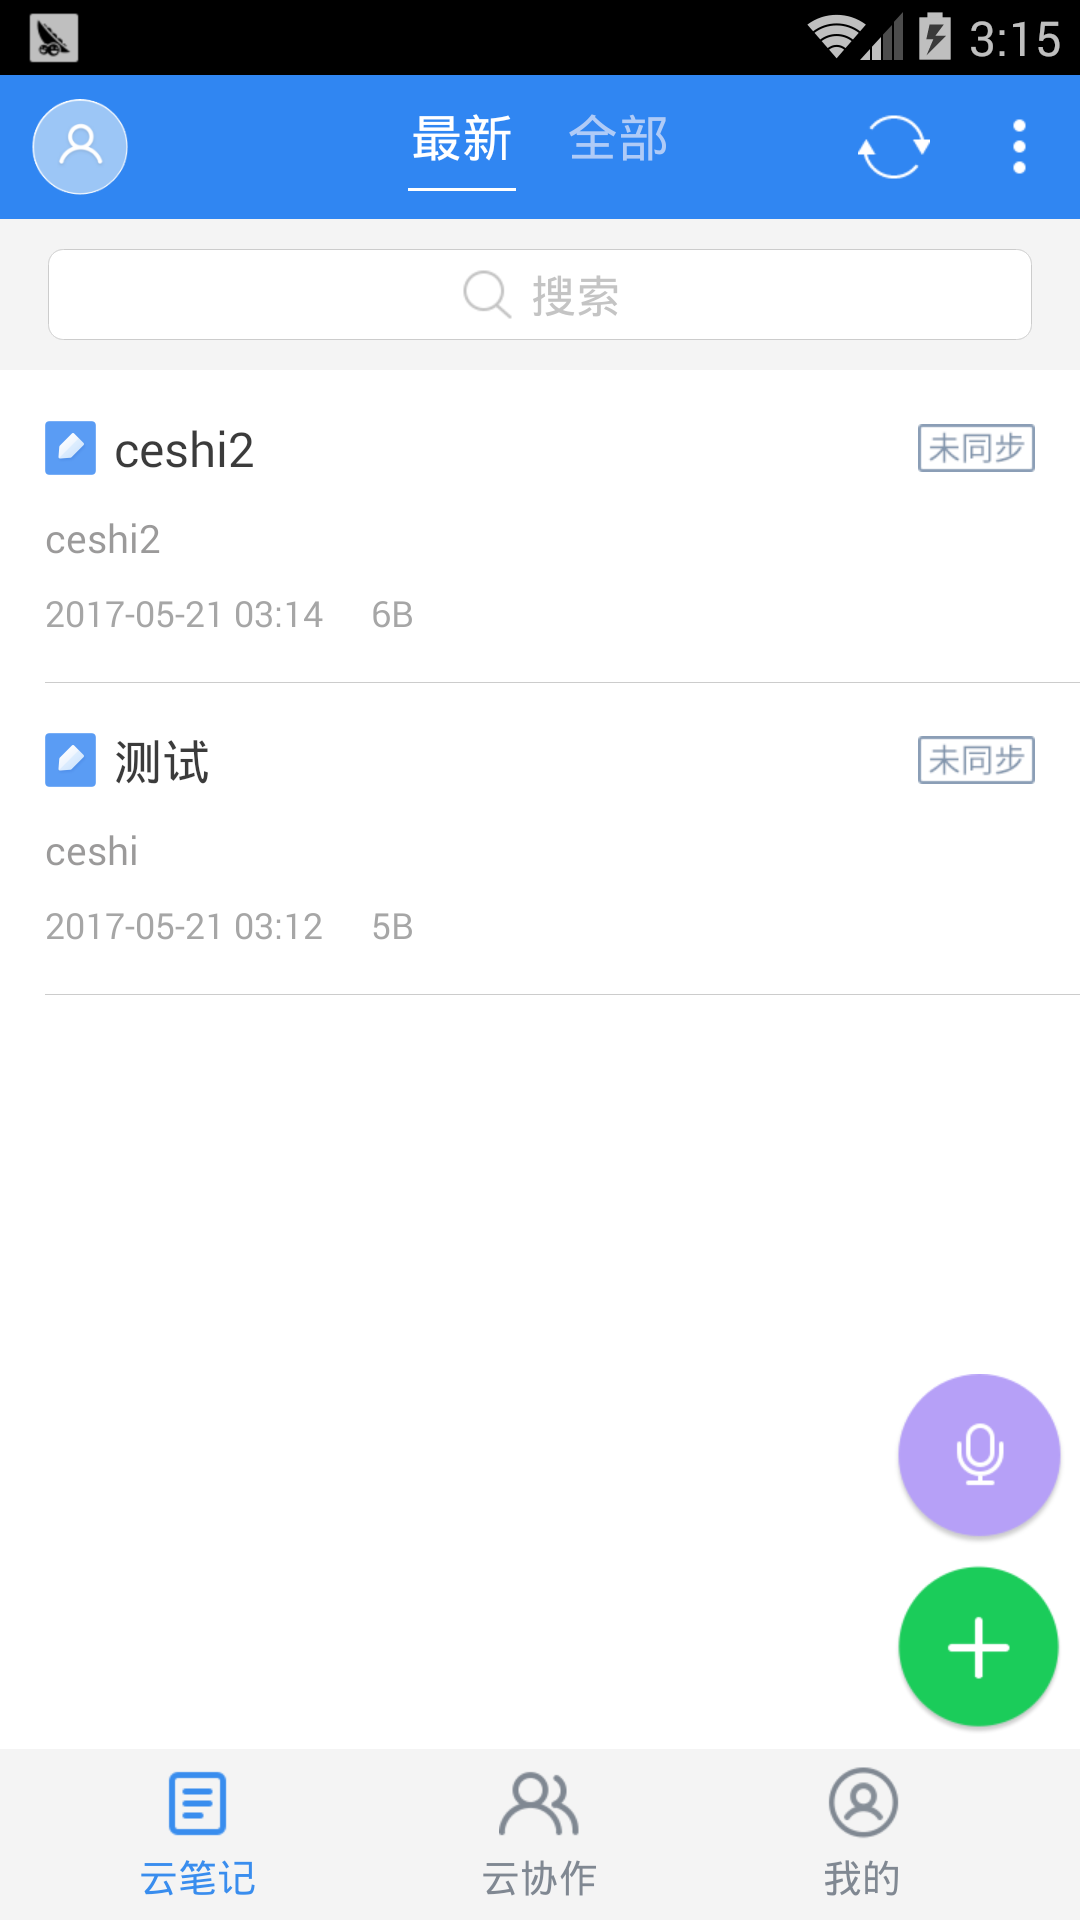 3:15
最新 全部
搜索
ceshi2 未同步
ceshi2
2017-05-21 03:14 6B
测试 未同步
ceshi
2017-05-21 03:12 5B
云笔记 云协作 我的